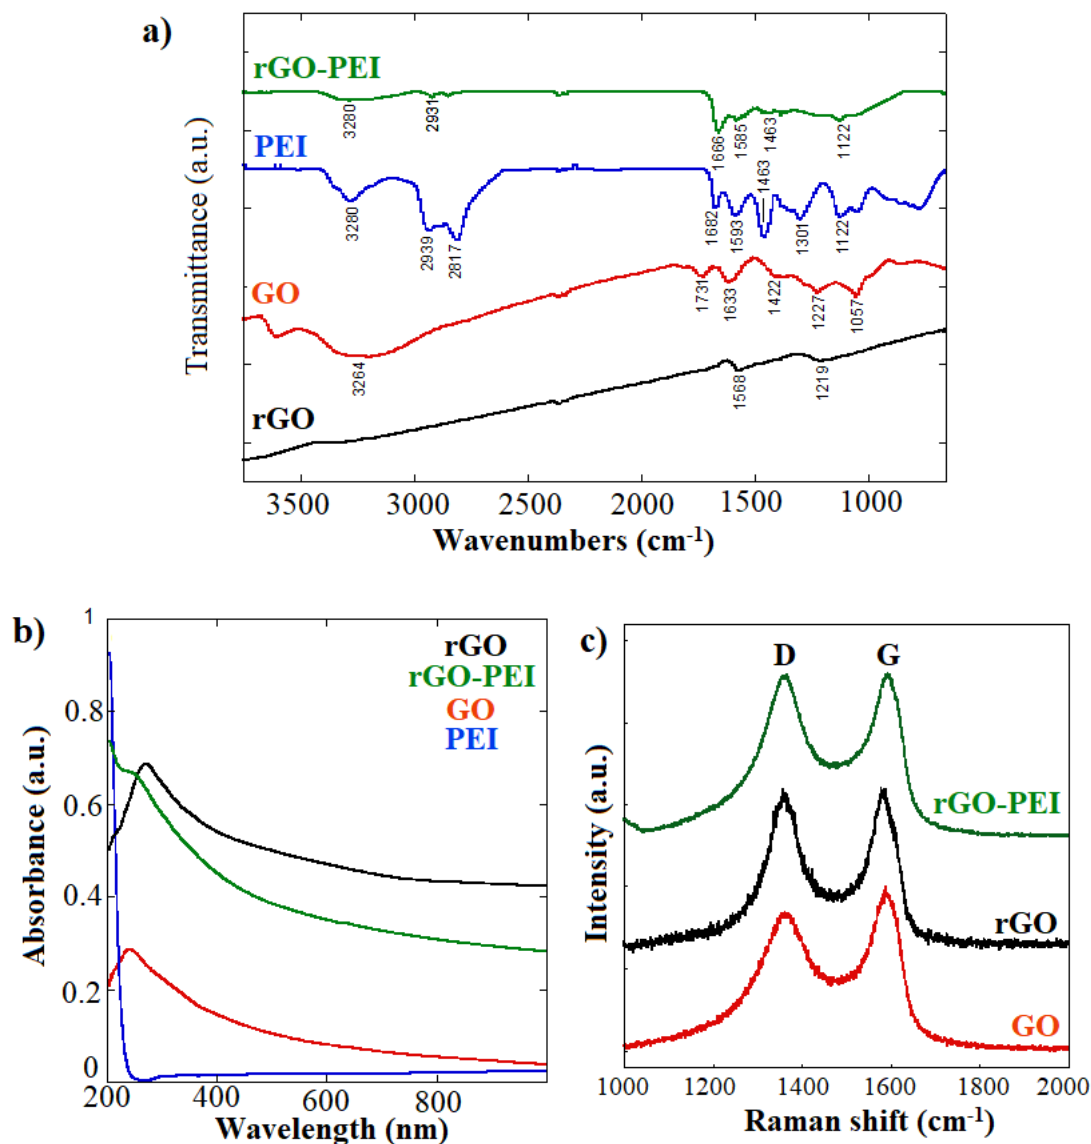 a)
rGO-PEI
3280
2931
1666
1585
1463
1122
PEI
3280
2939
2817
1682
1593
1463
1301
1122
GO
3264
1731
1633
1422
1227
1057
rGO
1568
1219
Transmittance (a.u.)
3500 3000 2500 2000 1500 1000
Wavenumbers (cm-1)
b)
1
0.8
0.6
0.4
0.2
0
Absorbance (a.u.)
rGO
rGO-PEI
GO
PEI
200 400 600 800
Wavelength (nm)
c)
D G
rGO-PEI
rGO
GO
Intensity (a.u.)
1000 1200 1400 1600 1800 2000
Raman shift (cm-1)